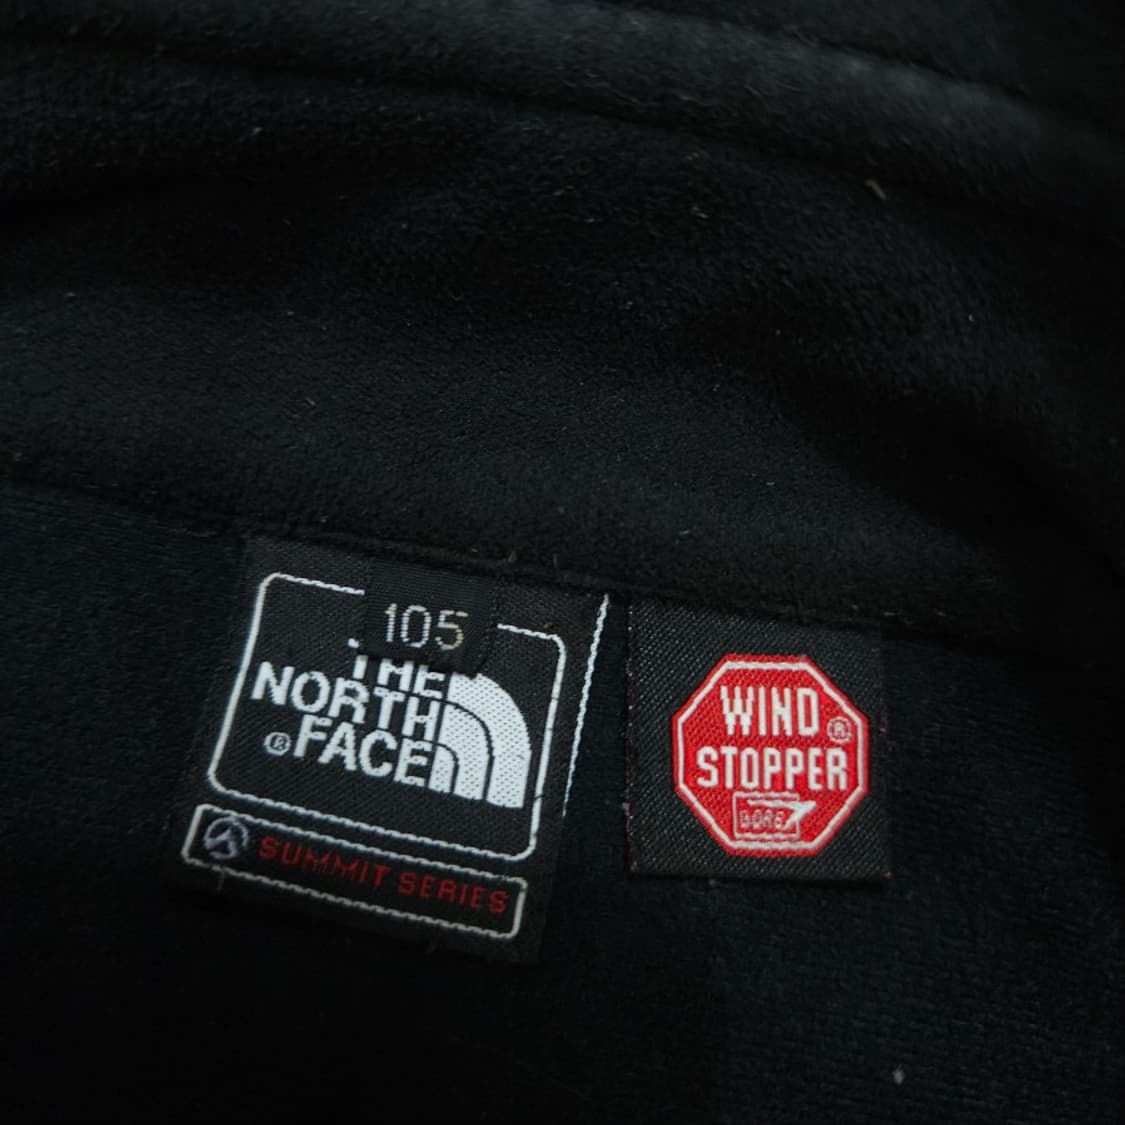 105
THE
NORTH
®FACE
SUMMIT SERIES
WIND
STOPPER®
GORE